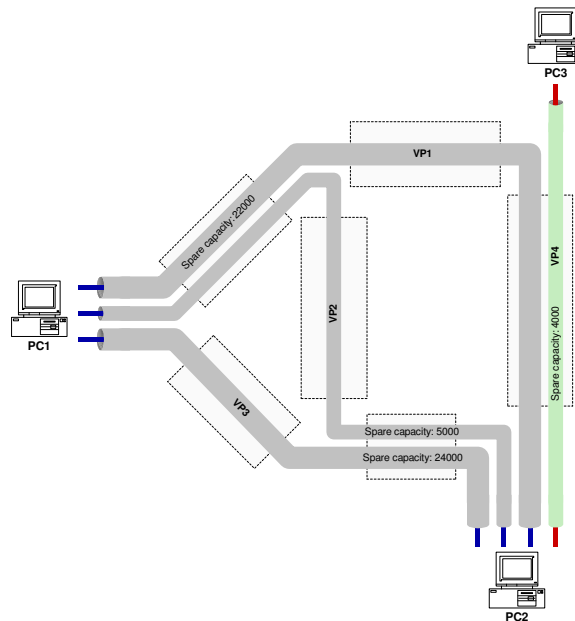 PC3
VP1
Spare capacity: 22000
VP4
Spare capacity: 4000
VP2
PC1
VP3
Spare capacity: 5000
Spare capacity: 24000
PC2